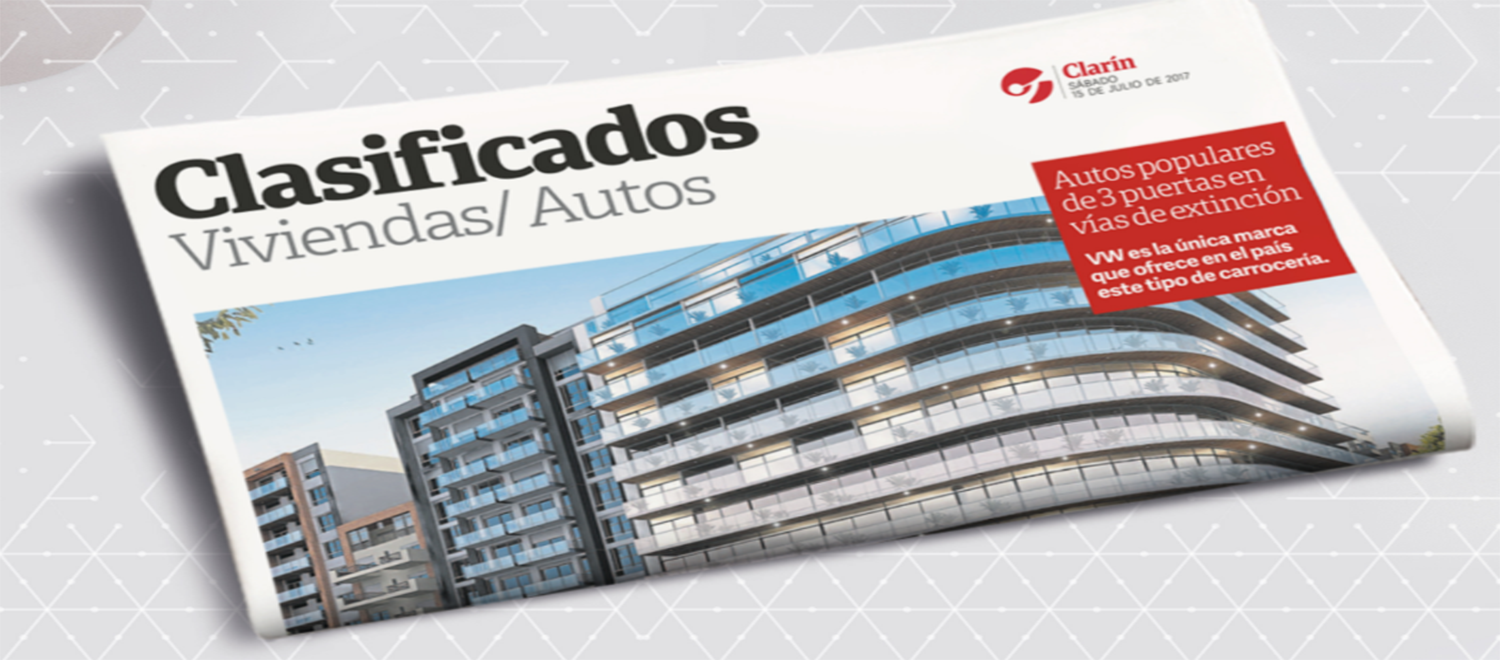 Clasificados
Viviendas/ Autos
Clarín
SÁBADO
15 DE JULIO DE 2017
Autos populares
de 3 puertas en
vías de extinción
VW es la única marca
que ofrece en el país
este tipo de carrocería.